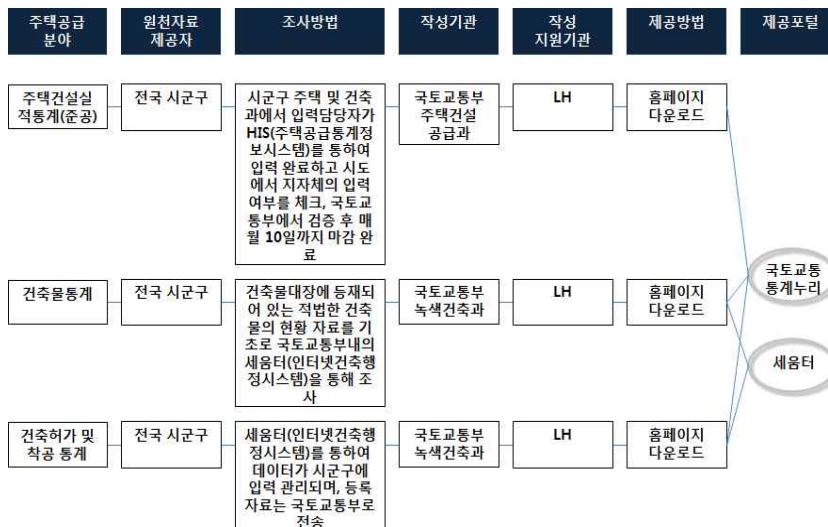 주택공급
분야
원천자료
제공자
조사방법
작성기관
작성
지원기관
제공방법
제공포털
주택건설실
적통계(준공)
전국 시군구
시군구 주택 및 건축
과에서 입력담당자가
HIS(주택공급통계정
보시스템)를 통하여
입력 완료하고 시도
에서 지자체의 입력
여부를 체크, 국토교
통부에서 검증 후 매
월 10일까지 마감 완
료
국토교통부
주택건설
공급과
LH
홈페이지
다운로드
건축물통계
전국 시군구
건축물대장에 등재되
어 있는 적법한 건축
물의 현황 자료를 기
초로 국토교통부내의
세움터(인터넷건축행
정시스템)을 통해 조
사
국토교통부
녹색건축과
LH
홈페이지
다운로드
국토교통
통계누리
세움터
건축허가 및
착공 통계
전국 시군구
세움터(인터넷건축행
정시스템)를 통하여
데이터가 시군구에
입력 관리되며, 등록
자료는 국토교통부로
전송
국토교통부
녹색건축과
LH
홈페이지
다운로드